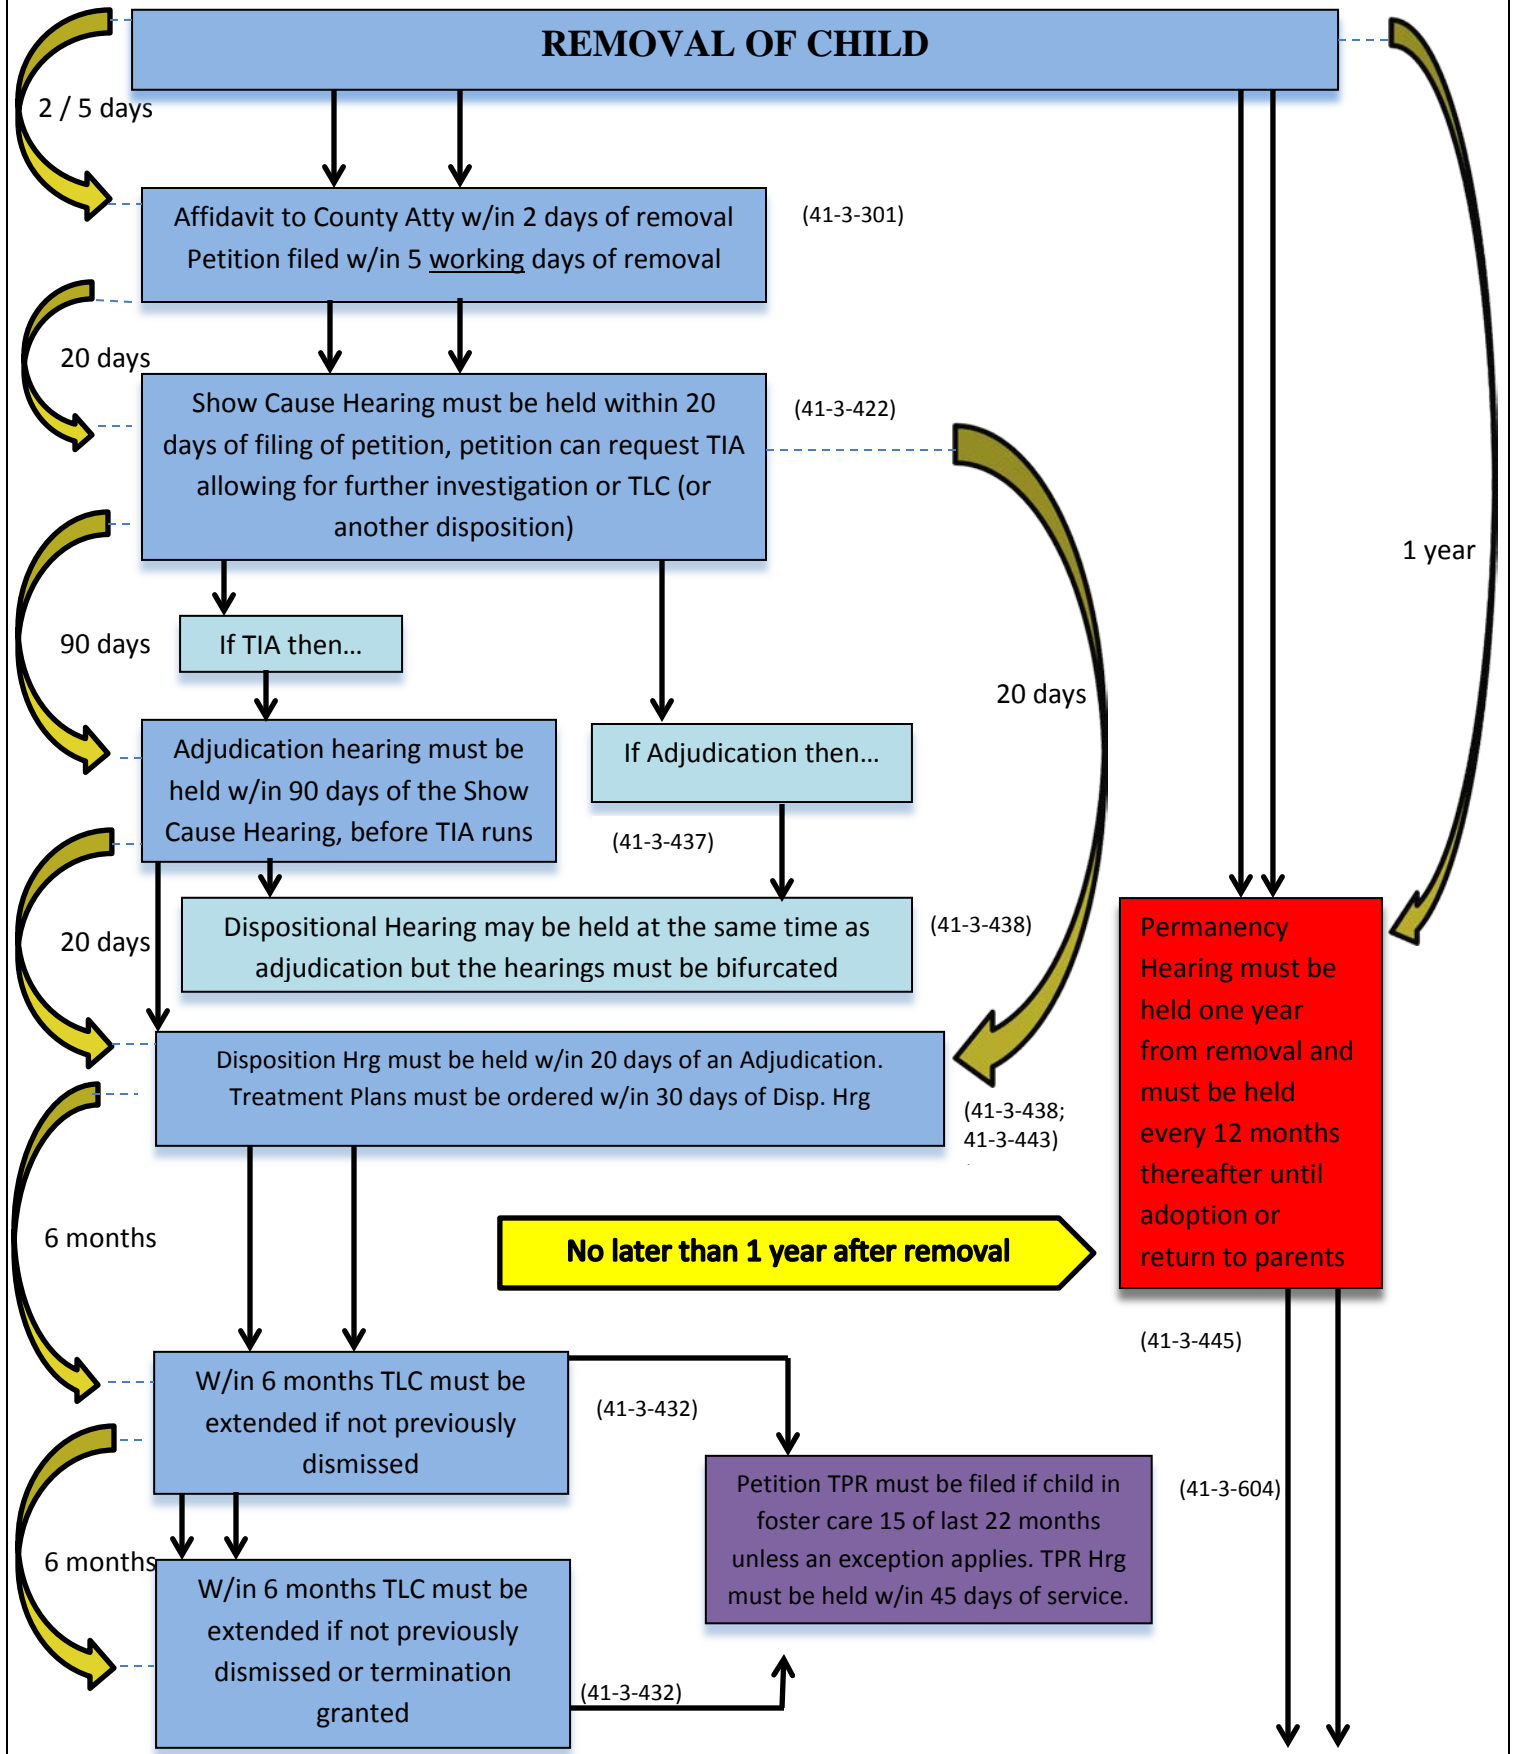 REMOVAL OF CHILD
2 / 5 days
Affidavit to County Atty w/in 2 days of removal
Petition filed w/in 5 working days of removal
(41-3-301)
20 days
Show Cause Hearing must be held within 20
days of filing of petition, petition can request TIA
allowing for further investigation or TLC (or
another disposition)
(41-3-422)
1 year
90 days
If TIA then...
20 days
Adjudication hearing must be
held w/in 90 days of the Show
Cause Hearing, before TIA runs
If Adjudication then...
(41-3-437)
20 days
Dispositional Hearing may be held at the same time as
adjudication but the hearings must be bifurcated
(41-3-438)
Permanency
Hearing must be
held one year
from removal and
must be held
every 12 months
thereafter until
adoption or
return to parents
Disposition Hrg must be held w/in 20 days of an Adjudication.
Treatment Plans must be ordered w/in 30 days of Disp. Hrg
(41-3-438;
41-3-443)
6 months
No later than 1 year after removal
(41-3-445)
W/in 6 months TLC must be
extended if not previously
dismissed
(41-3-432)
Petition TPR must be filed if child in
foster care 15 of last 22 months
unless an exception applies. TPR Hrg
must be held w/in 45 days of service.
(41-3-604)
6 months
W/in 6 months TLC must be
extended if not previously
dismissed or termination
granted
(41-3-432)